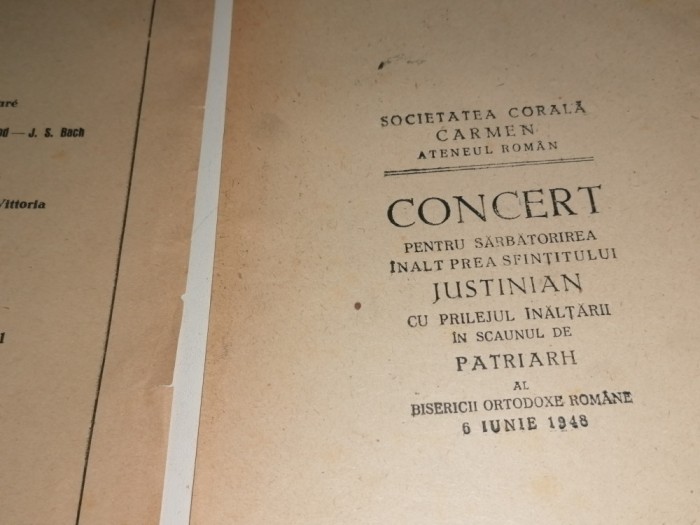 J. S. Bach
Vittoria
SOCIETATEA CORALĂ
CARMEN
ATENEUL ROMÂN
CONCERT
PENTRU SĂRBĂTORIREA
ÎNALT PREA SFINȚITULUI
JUSTINIAN
CU PRILEJUL ÎNĂLȚĂRII
ÎN SCAUNUL DE
PATRIARH
AL
BISERICII ORTODOXE ROMÂNE
6 IUNIE 1948